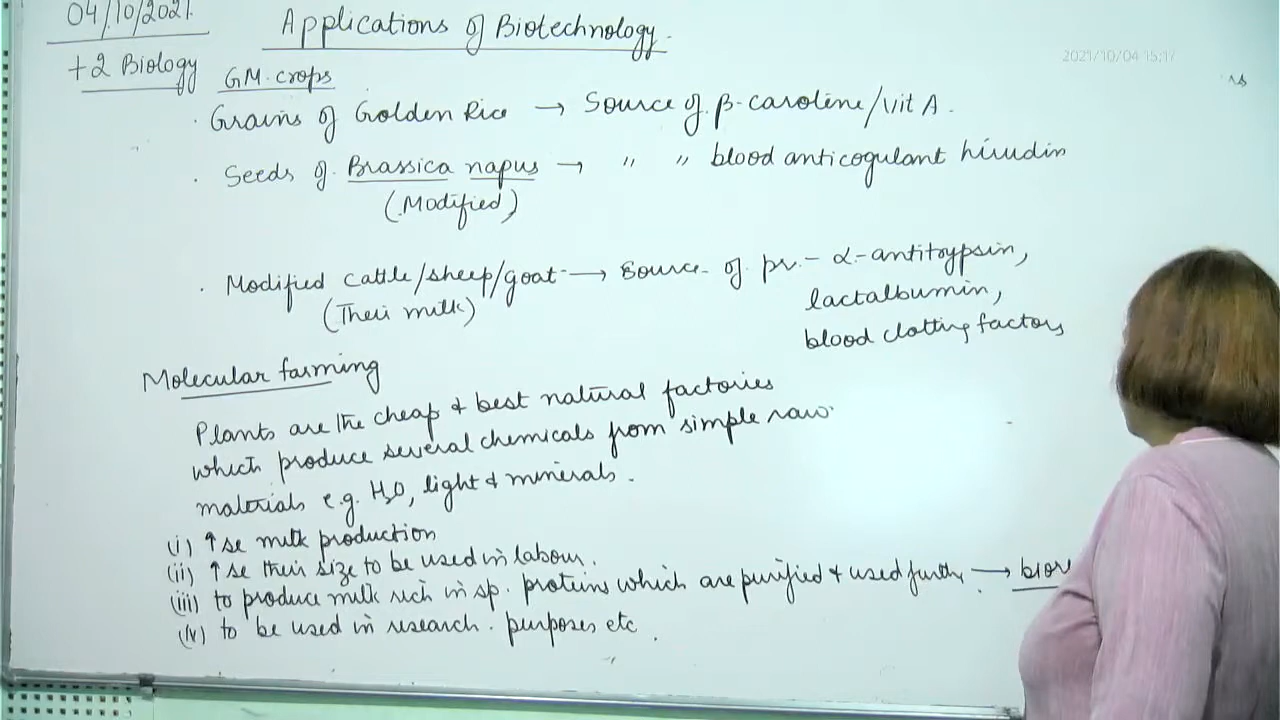 04/10/2021.
Applications of Biotechnology.
2021/10/04 15:17
+2 Biology
GM. crops
. Grains of Golden Rice → Source of β-carotene/vit A.
. Seeds of Brassica napus → " " blood anticogulant hirudin
(Modified)
. Modified cattle/sheep/goat → source of pr. - α-antitrypsin,
(Their milk)
lactalbumin,
blood clotting factors
Molecular farming
Plants are the cheap & best natural factories
which produce several chemicals from simple raw
materials e.g. H2O, light & minerals.
(i) ↑se milk production
(ii) ↑se their size to be used in labour.
(iii) to produce milk rich in sp. proteins which are purified & used further →
(iv) to be used in research. purposes etc.